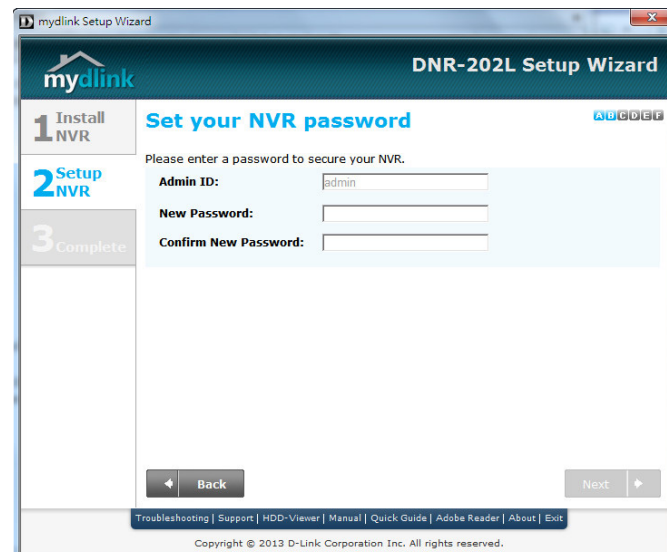 mydlink Setup Wizard
mydlink
DNR-202L Setup Wizard
1 Install NVR
2 Setup NVR
3 Complete
Set your NVR password
A B C D E F
Please enter a password to secure your NVR.
Admin ID: admin
New Password:
Confirm New Password:
Back
Next
Troubleshooting | Support | HDD-Viewer | Manual | Quick Guide | Adobe Reader | About | Exit
Copyright © 2013 D-Link Corporation Inc. All rights reserved.